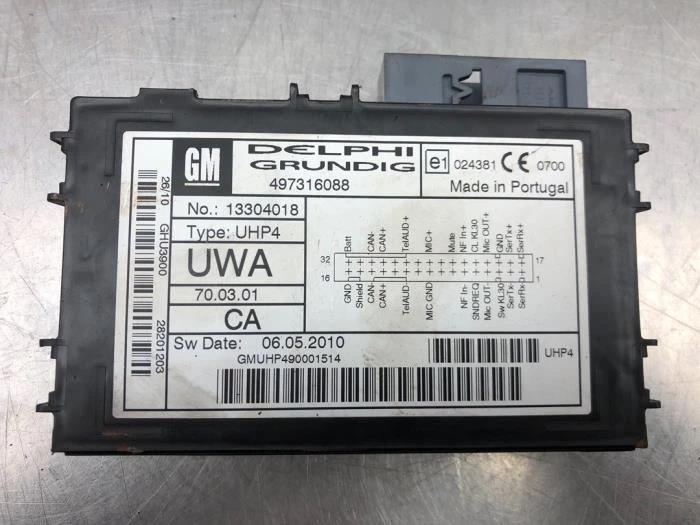 GM
DELPHI
GRUNDIG
497316088
e1 024381 CE 0700
Made in Portugal
26/10 GHU3900 28201203
No.: 13304018
Type: UHP4
UWA
70.03.01
CA
Batt CAN- CAN+ TelAUD+ MIC+ Mute NF In+ CL KL30 Mic OUT+ GND SerTx+ SerRx+
32 17
16 1
GND Shield CAN- CAN+ TelAUD- MIC GND NF In- SNDREQ Mic OUT- Sw KL30 SerTx- SerRx-
Sw Date: 06.05.2010
GMUHP490001514
UHP4